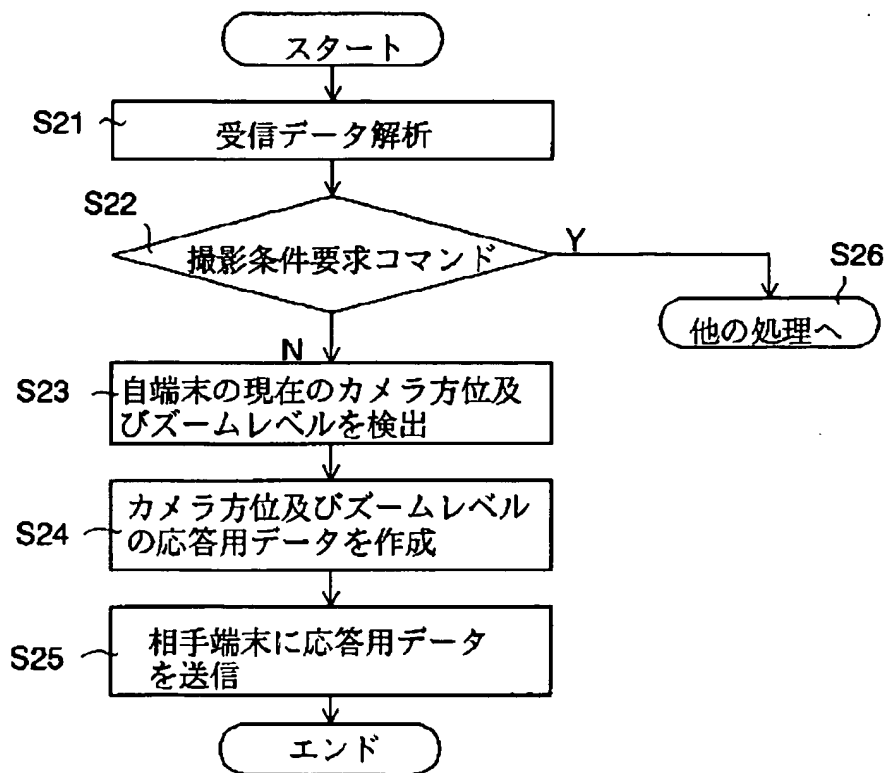 スタート
S21
受信データ解析
S22
撮影条件要求コマンド
Y
S26
他の処理へ
N
S23
自端末の現在のカメラ方位及
びズームレベルを検出
S24
カメラ方位及びズームレベル
の応答用データを作成
S25
相手端末に応答用データ
を送信
エンド